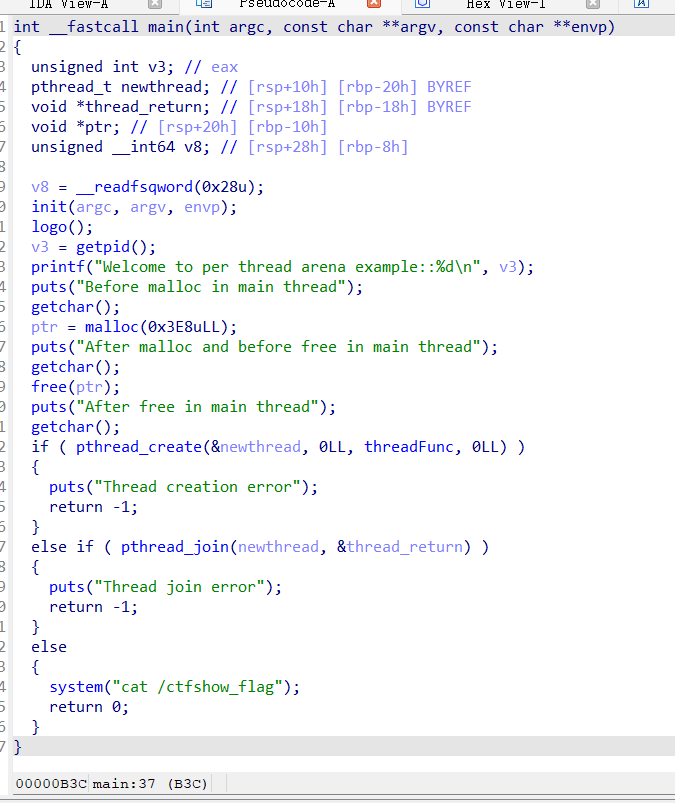 IDA View-A Pseudocode-A Hex View-1
1 int __fastcall main(int argc, const char **argv, const char **envp)
2 {
3 unsigned int v3; // eax
4 pthread_t newthread; // [rsp+10h] [rbp-20h] BYREF
5 void *thread_return; // [rsp+18h] [rbp-18h] BYREF
6 void *ptr; // [rsp+20h] [rbp-10h]
7 unsigned __int64 v8; // [rsp+28h] [rbp-8h]
8
9 v8 = __readfsqword(0x28u);
0 init(argc, argv, envp);
1 logo();
2 v3 = getpid();
3 printf("Welcome to per thread arena example::%d\n", v3);
4 puts("Before malloc in main thread");
5 getchar();
6 ptr = malloc(0x3E8uLL);
7 puts("After malloc and before free in main thread");
8 getchar();
9 free(ptr);
0 puts("After free in main thread");
1 getchar();
2 if ( pthread_create(&newthread, 0LL, threadFunc, 0LL) )
3 {
4 puts("Thread creation error");
5 return -1;
6 }
7 else if ( pthread_join(newthread, &thread_return) )
8 {
9 puts("Thread join error");
0 return -1;
1 }
2 else
3 {
4 system("cat /ctfshow_flag");
5 return 0;
6 }
7 }
00000B3C main:37 (B3C)